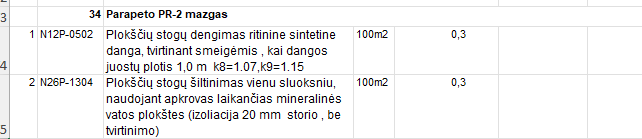 3 34 Parapeto PR-2 mazgas
1 N12P-0502 Plokščių stogų dengimas ritinine sintetine 100m2 0,3
danga, tvirtinant smeigėmis , kai dangos
4 juostų plotis 1,0 m k8=1.07,k9=1.15
2 N26P-1304 Plokščių stogų šiltinimas vienu sluoksniu, 100m2 0,3
naudojant apkrovas laikančias mineralinės
vatos plokštes (izoliacija 20 mm storio , be
5 tvirtinimo)